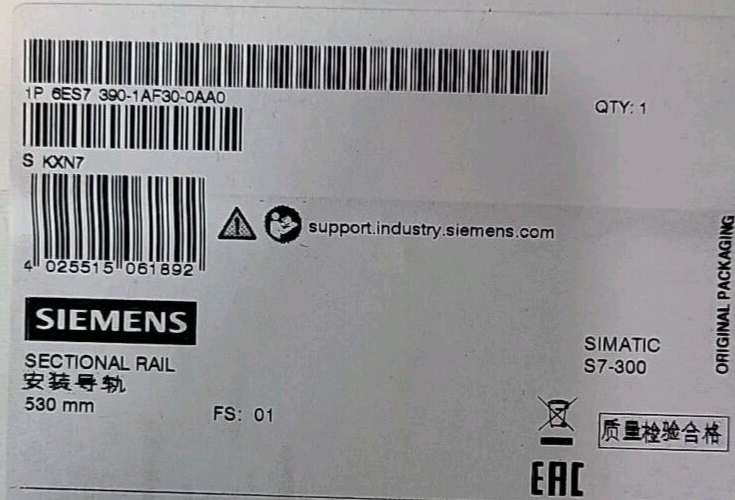 1P 6ES7 390-1AF30-0AA0
QTY: 1
S KXN7
support.industry.siemens.com
4 025515 061892
ORIGINAL PACKAGING
SIEMENS
SIMATIC
S7-300
SECTIONAL RAIL
安装导轨
530 mm
FS: 01
质量检验合格
EAC